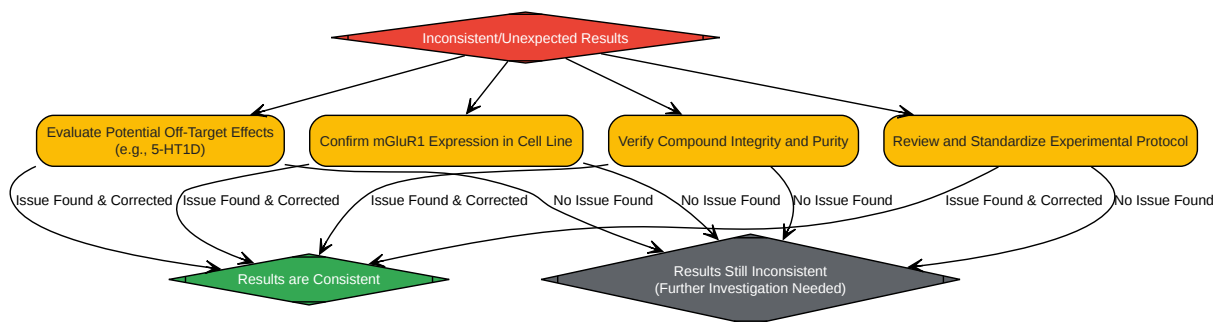 Inconsistent/Unexpected Results
Evaluate Potential Off-Target Effects
(e.g., 5-HT1D)
Confirm mGluR1 Expression in Cell Line
Verify Compound Integrity and Purity
Review and Standardize Experimental Protocol
Issue Found & Corrected
Issue Found & Corrected
Issue Found & Corrected
No Issue Found
No Issue Found
No Issue Found
Issue Found & Corrected
No Issue Found
Results are Consistent
Results Still Inconsistent
(Further Investigation Needed)